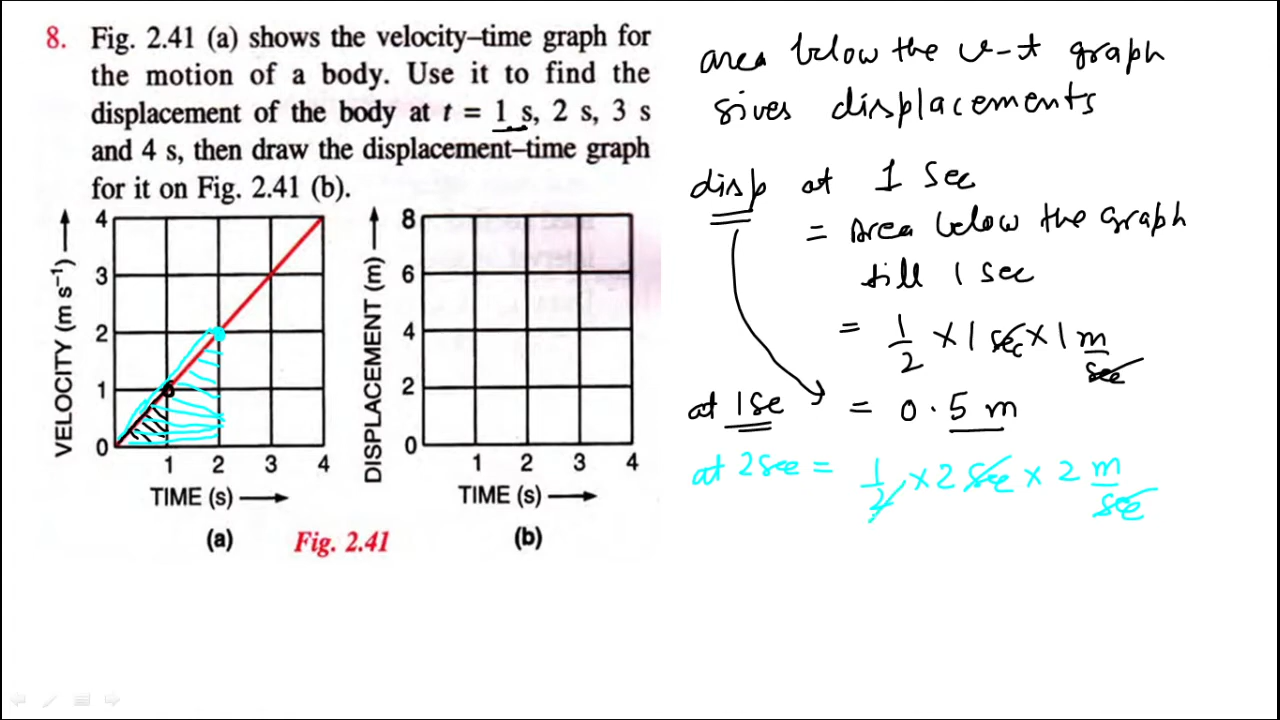 8. Fig. 2.41 (a) shows the velocity–time graph for
the motion of a body. Use it to find the
displacement of the body at t = 1 s, 2 s, 3 s
and 4 s, then draw the displacement–time graph
for it on Fig. 2.41 (b).
VELOCITY (m s⁻¹)
4
3
2
1
0
1 2 3 4
TIME (s)
(a)
DISPLACEMENT (m)
8
6
4
2
0
1 2 3 4
TIME (s)
(b)
Fig. 2.41
area below the v-t graph
gives displacements
disp at 1 Sec
= Area below the graph
till 1 sec
= 1/2 × 1 sec × 1 m/sec
at 1 Se = 0.5 m
at 2 sec = 1/2 × 2 sec × 2 m/sec